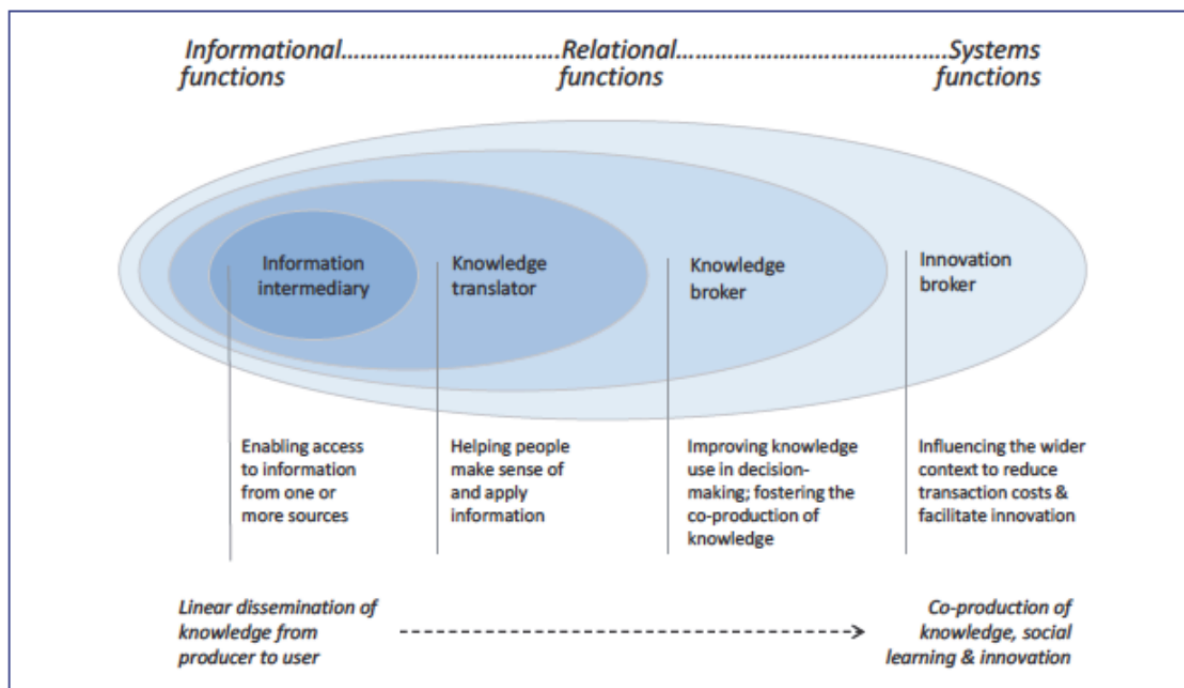 Informational.................................Relational....................................Systems
functions functions functions
Information
intermediary
Knowledge
translator
Knowledge
broker
Innovation
broker
Enabling access
to information
from one or
more sources
Helping people
make sense of
and apply
information
Improving knowledge
use in decision-
making; fostering the
co-production of
knowledge
Influencing the wider
context to reduce
transaction costs &
facilitate innovation
Linear dissemination of
knowledge from
producer to user
Co-production of
knowledge, social
learning & innovation